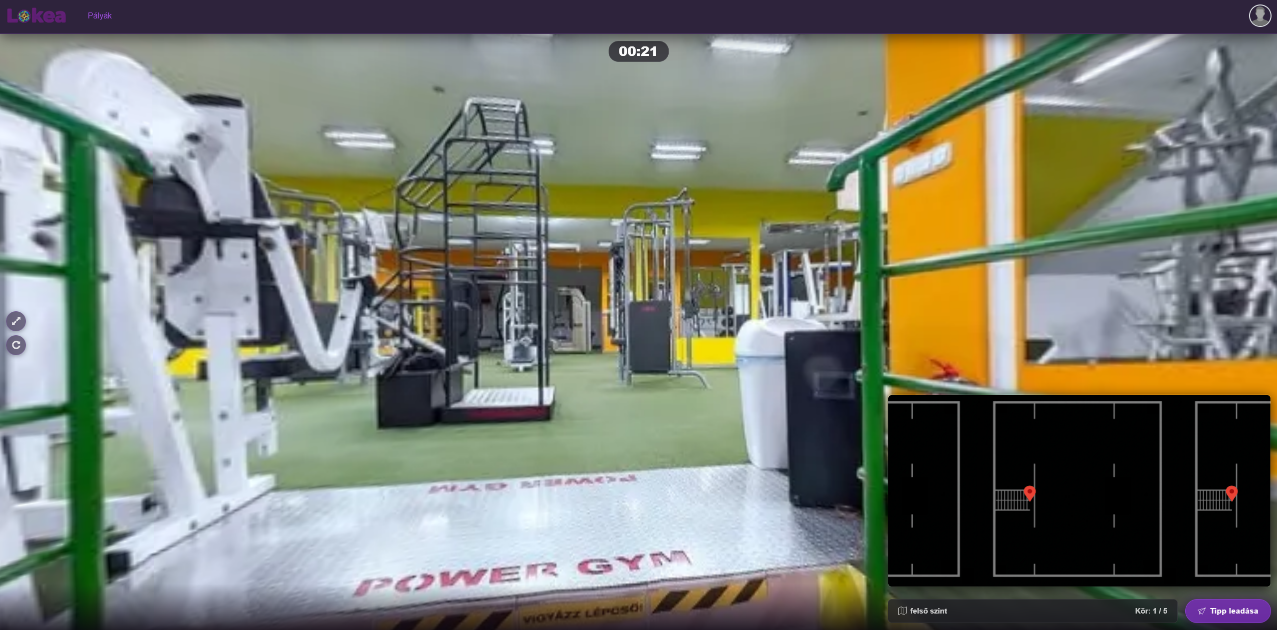 Lokea
Pályák
00:21
POWER GYM
POWER GYM
VIGYÁZZ LÉPCSŐ!
felső szint
Kör: 1 / 5
Tipp leadása